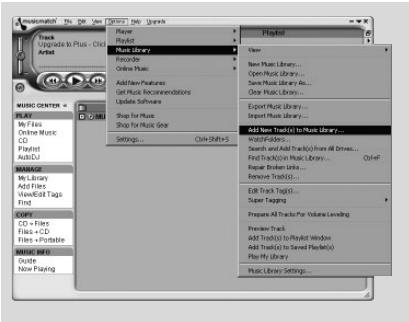 musicmatch File Edit View Options Help Upgrade
Track
Upgrade to Plus - Clic
Artist
Playlist
Player
Playlist
Music Library
Recorder
Online Music
Add New Features
Get Music Recommendations
Update Software
Shop for Music
Shop for Music Gear
Settings... Ctrl+Shift+S
View
New Music Library...
Open Music Library...
Save Music Library As...
Clear Music Library...
Export Music Library...
Import Music Library...
Add New Track(s) to Music Library...
WatchFolders...
Search and Add Track(s) from All Drives...
Find Track(s) in Music Library... Ctrl+F
Repair Broken Links...
Remove Track(s)...
Edit Track Tag(s)...
Super Tagging
Prepare All Tracks For Volume Leveling
Preview Track
Add Track(s) to Playlist Window
Add Track(s) to Saved Playlist(s)
Play My Library
Music Library Settings...
MUSIC CENTER «
PLAY
My Files
Online Music
CD
Playlist
AutoDJ
MANAGE
My Library
Add Files
View/Edit Tags
Find
COPY
CD » Files
Files » CD
Files » Portable
MUSIC INFO
Guide
Now Playing